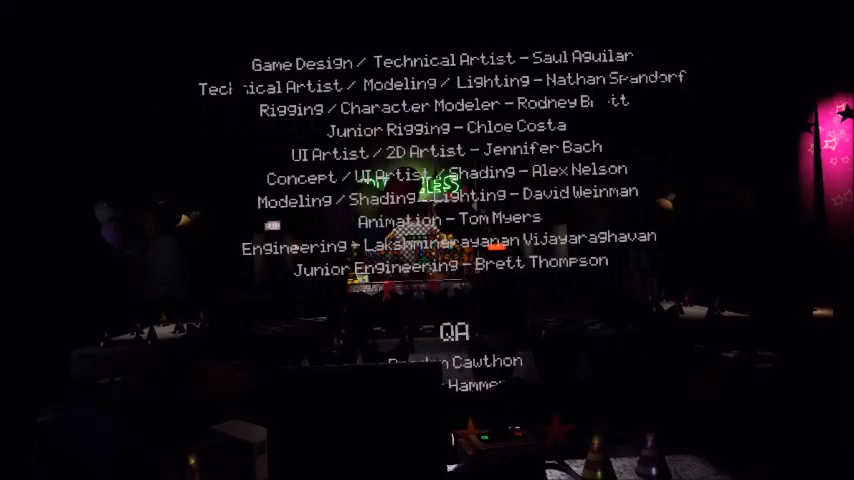 Game Design / Technical Artist - Saul Aguilar
Technical Artist / Modeling / Lighting - Nathan Spandorf
Rigging / Character Modeler - Rodney
Junior Rigging - Chloe Costa
UI Artist / 2D Artist - Jennifer Bach
Concept / UI Artist / Shading - Alex Nelson
Modeling / Shading / Lighting - David Weinman
Animation - Tom Myers
Engineering - Lakshminarayanan Vijayaraghavan
Junior Engineering - Brett Thompson
QA
Cawthon